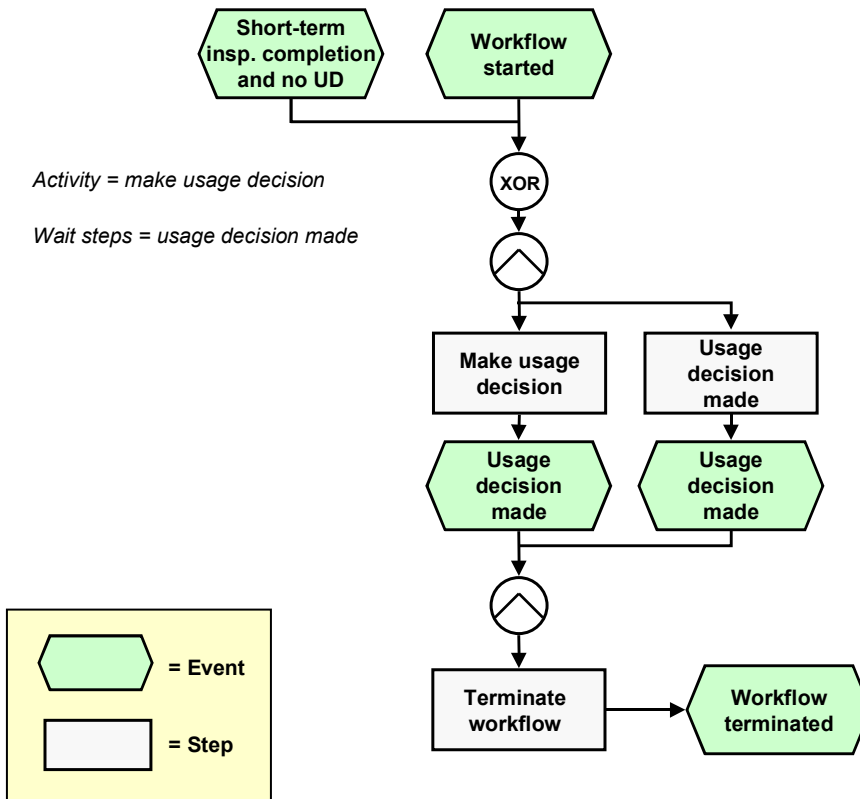 Short-term
insp. completion
and no UD
Workflow
started
Activity = make usage decision
XOR
Wait steps = usage decision made
Make usage
decision
Usage
decision
made
Usage
decision
made
Usage
decision
made
= Event
= Step
Terminate
workflow
Workflow
terminated